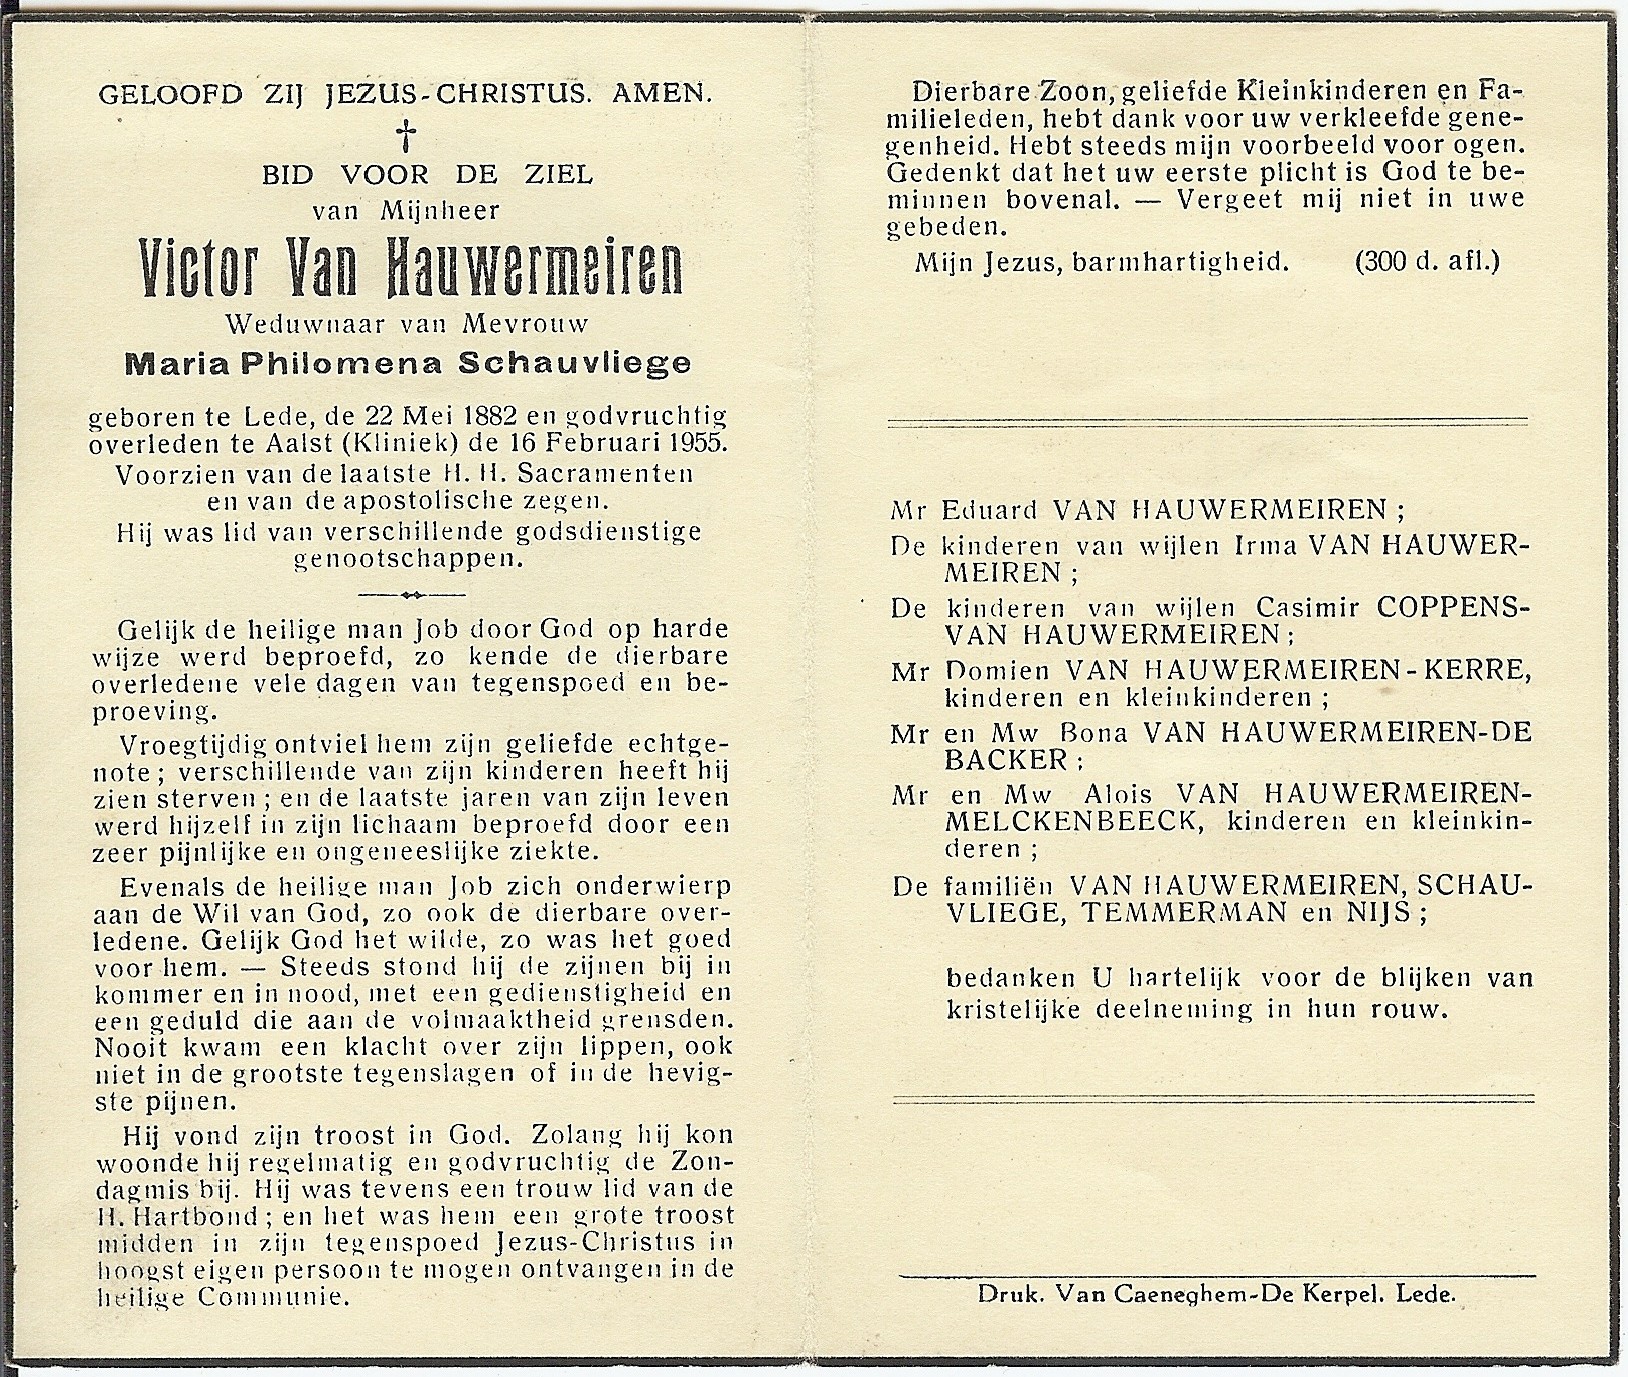 GELOOFD ZIJ JEZUS-CHRISTUS. AMEN.
†
BID VOOR DE ZIEL
van Mijnheer
Victor Van Hauwermeiren
Weduwnaar van Mevrouw
Maria Philomena Schauvliege
geboren te Lede, de 22 Mei 1882 en godvruchtig
overleden te Aalst (Kliniek) de 16 Februari 1955.
Voorzien van de laatste H. H. Sacramenten
en van de apostolische zegen.
Hij was lid van verschillende godsdienstige
genootschappen.
Gelijk de heilige man Job door God op harde
wijze werd beproefd, zo kende de dierbare
overledene vele dagen van tegenspoed en be-
proeving.
Vroegtijdig ontviel hem zijn geliefde echtge-
note ; verschillende van zijn kinderen heeft hij
zien sterven ; en de laatste jaren van zijn leven
werd hijzelf in zijn lichaam beproefd door een
zeer pijnlijke en ongeneeslijke ziekte.
Evenals de heilige man Job zich onderwierp
aan de Wil van God, zo ook de dierbare over-
ledene. Gelijk God het wilde, zo was het goed
voor hem. — Steeds stond hij de zijnen bij in
kommer en in nood, met een gedienstigheid en
een geduld die aan de volmaaktheid grensden.
Nooit kwam een klacht over zijn lippen, ook
niet in de grootste tegenslagen of in de hevig-
ste pijnen.
Hij vond zijn troost in God. Zolang hij kon
woonde hij regelmatig en godvruchtig de Zon-
dagmis bij. Hij was tevens een trouw lid van de
H. Hartbond ; en het was hem een grote troost
midden in zijn tegenspoed Jezus-Christus in
hoogst eigen persoon te mogen ontvangen in de
heilige Communie.
Dierbare Zoon, geliefde Kleinkinderen en Fa-
milieleden, hebt dank voor uw verkleefde gene-
genheid. Hebt steeds mijn voorbeeld voor ogen.
Gedenkt dat het uw eerste plicht is God te be-
minnen bovenal. — Vergeet mij niet in uwe
gebeden.
Mijn Jezus, barmhartigheid. (300 d. afl.)
Mr Eduard VAN HAUWERMEIREN ;
De kinderen van wijlen Irma VAN HAUWER-
MEIREN ;
De kinderen van wijlen Casimir COPPENS-
VAN HAUWERMEIREN ;
Mr Domien VAN HAUWERMEIREN-KERRE,
kinderen en kleinkinderen ;
Mr en Mw Bona VAN HAUWERMEIREN-DE
BACKER ;
Mr en Mw Alois VAN HAUWERMEIREN-
MELCKENBEECK, kinderen en kleinkin-
deren ;
De familiën VAN HAUWERMEIREN, SCHAU-
VLIEGE, TEMMERMAN en NIJS ;
bedanken U hartelijk voor de blijken van
kristelijke deelneming in hun rouw.
Druk. Van Caeneghem-De Kerpel. Lede.